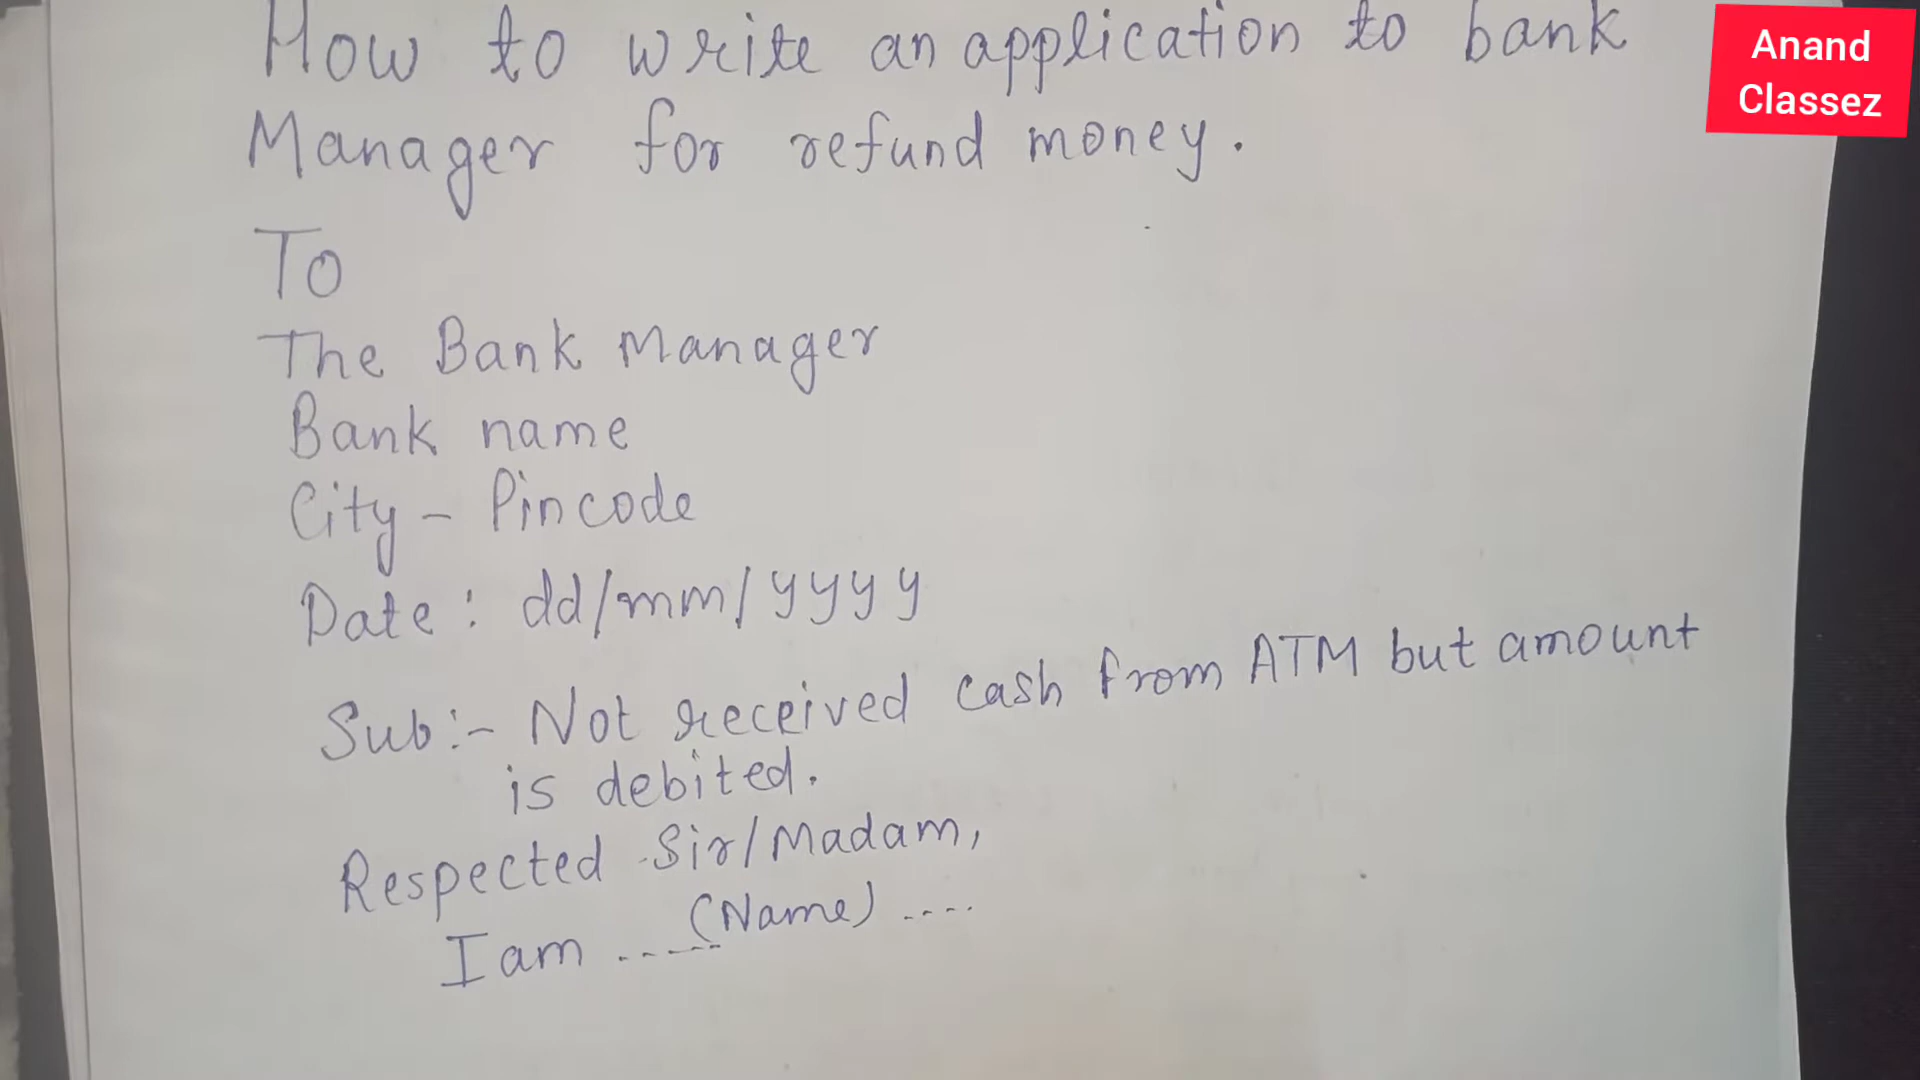 How to write an application to bank
Manager for refund money.
To
The Bank Manager
Bank name
City - Pincode
Date : dd/mm/yyyy
Sub:- Not received cash from ATM but amount
is debited.
Respected Sir/Madam,
I am ......(Name) ....
Anand
Classez